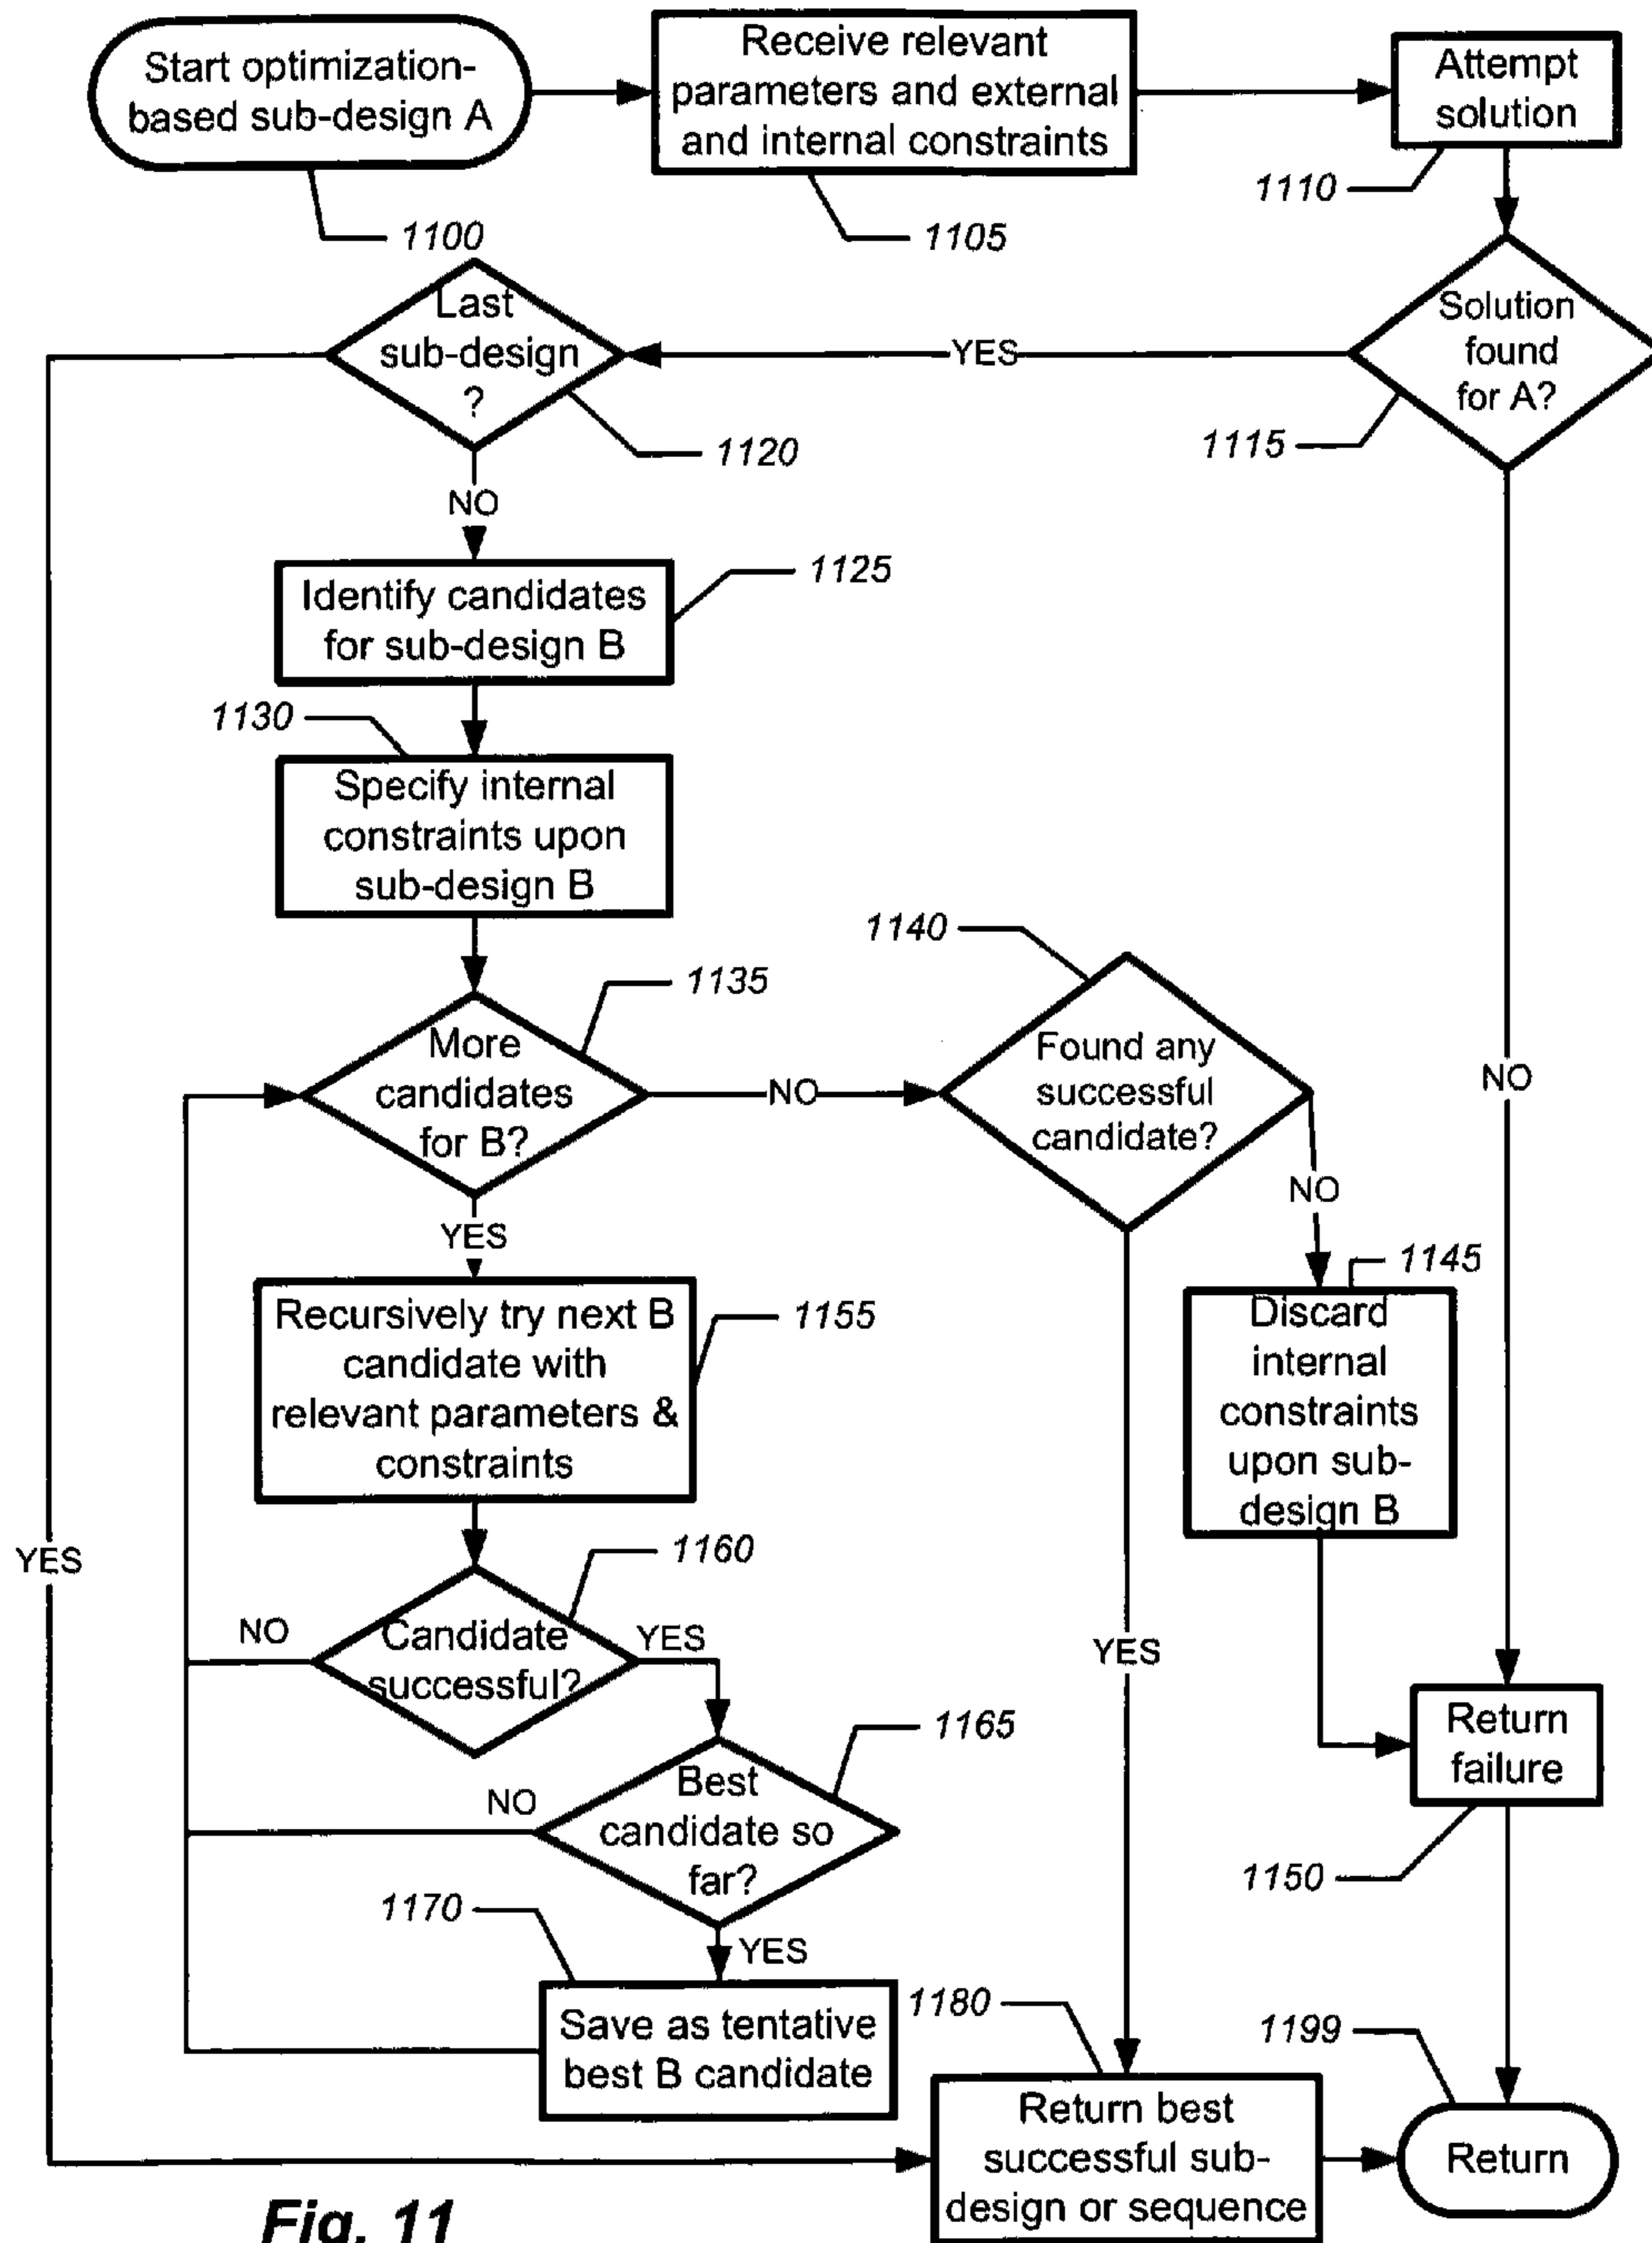 Start optimization-
based sub-design A
1100
Receive relevant
parameters and external
and internal constraints
1105
Attempt
solution
1110
Solution
found
for A?
1115
YES
NO
Last
sub-design
?
1120
YES
NO
Identify candidates
for sub-design B
1125
1130
Specify internal
constraints upon
sub-design B
More
candidates
for B?
1135
NO
YES
1140
Found any
successful
candidate?
NO
YES
1145
Discard
internal
constraints
upon sub-
design B
Recursively try next B
candidate with
relevant parameters &
constraints
1155
Candidate
successful?
1160
NO
YES
Best
candidate so
far?
1165
NO
YES
1170
Save as tentative
best B candidate
Return
failure
1150
1180
Return best
successful sub-
design or sequence
1199
Return
Fig. 11